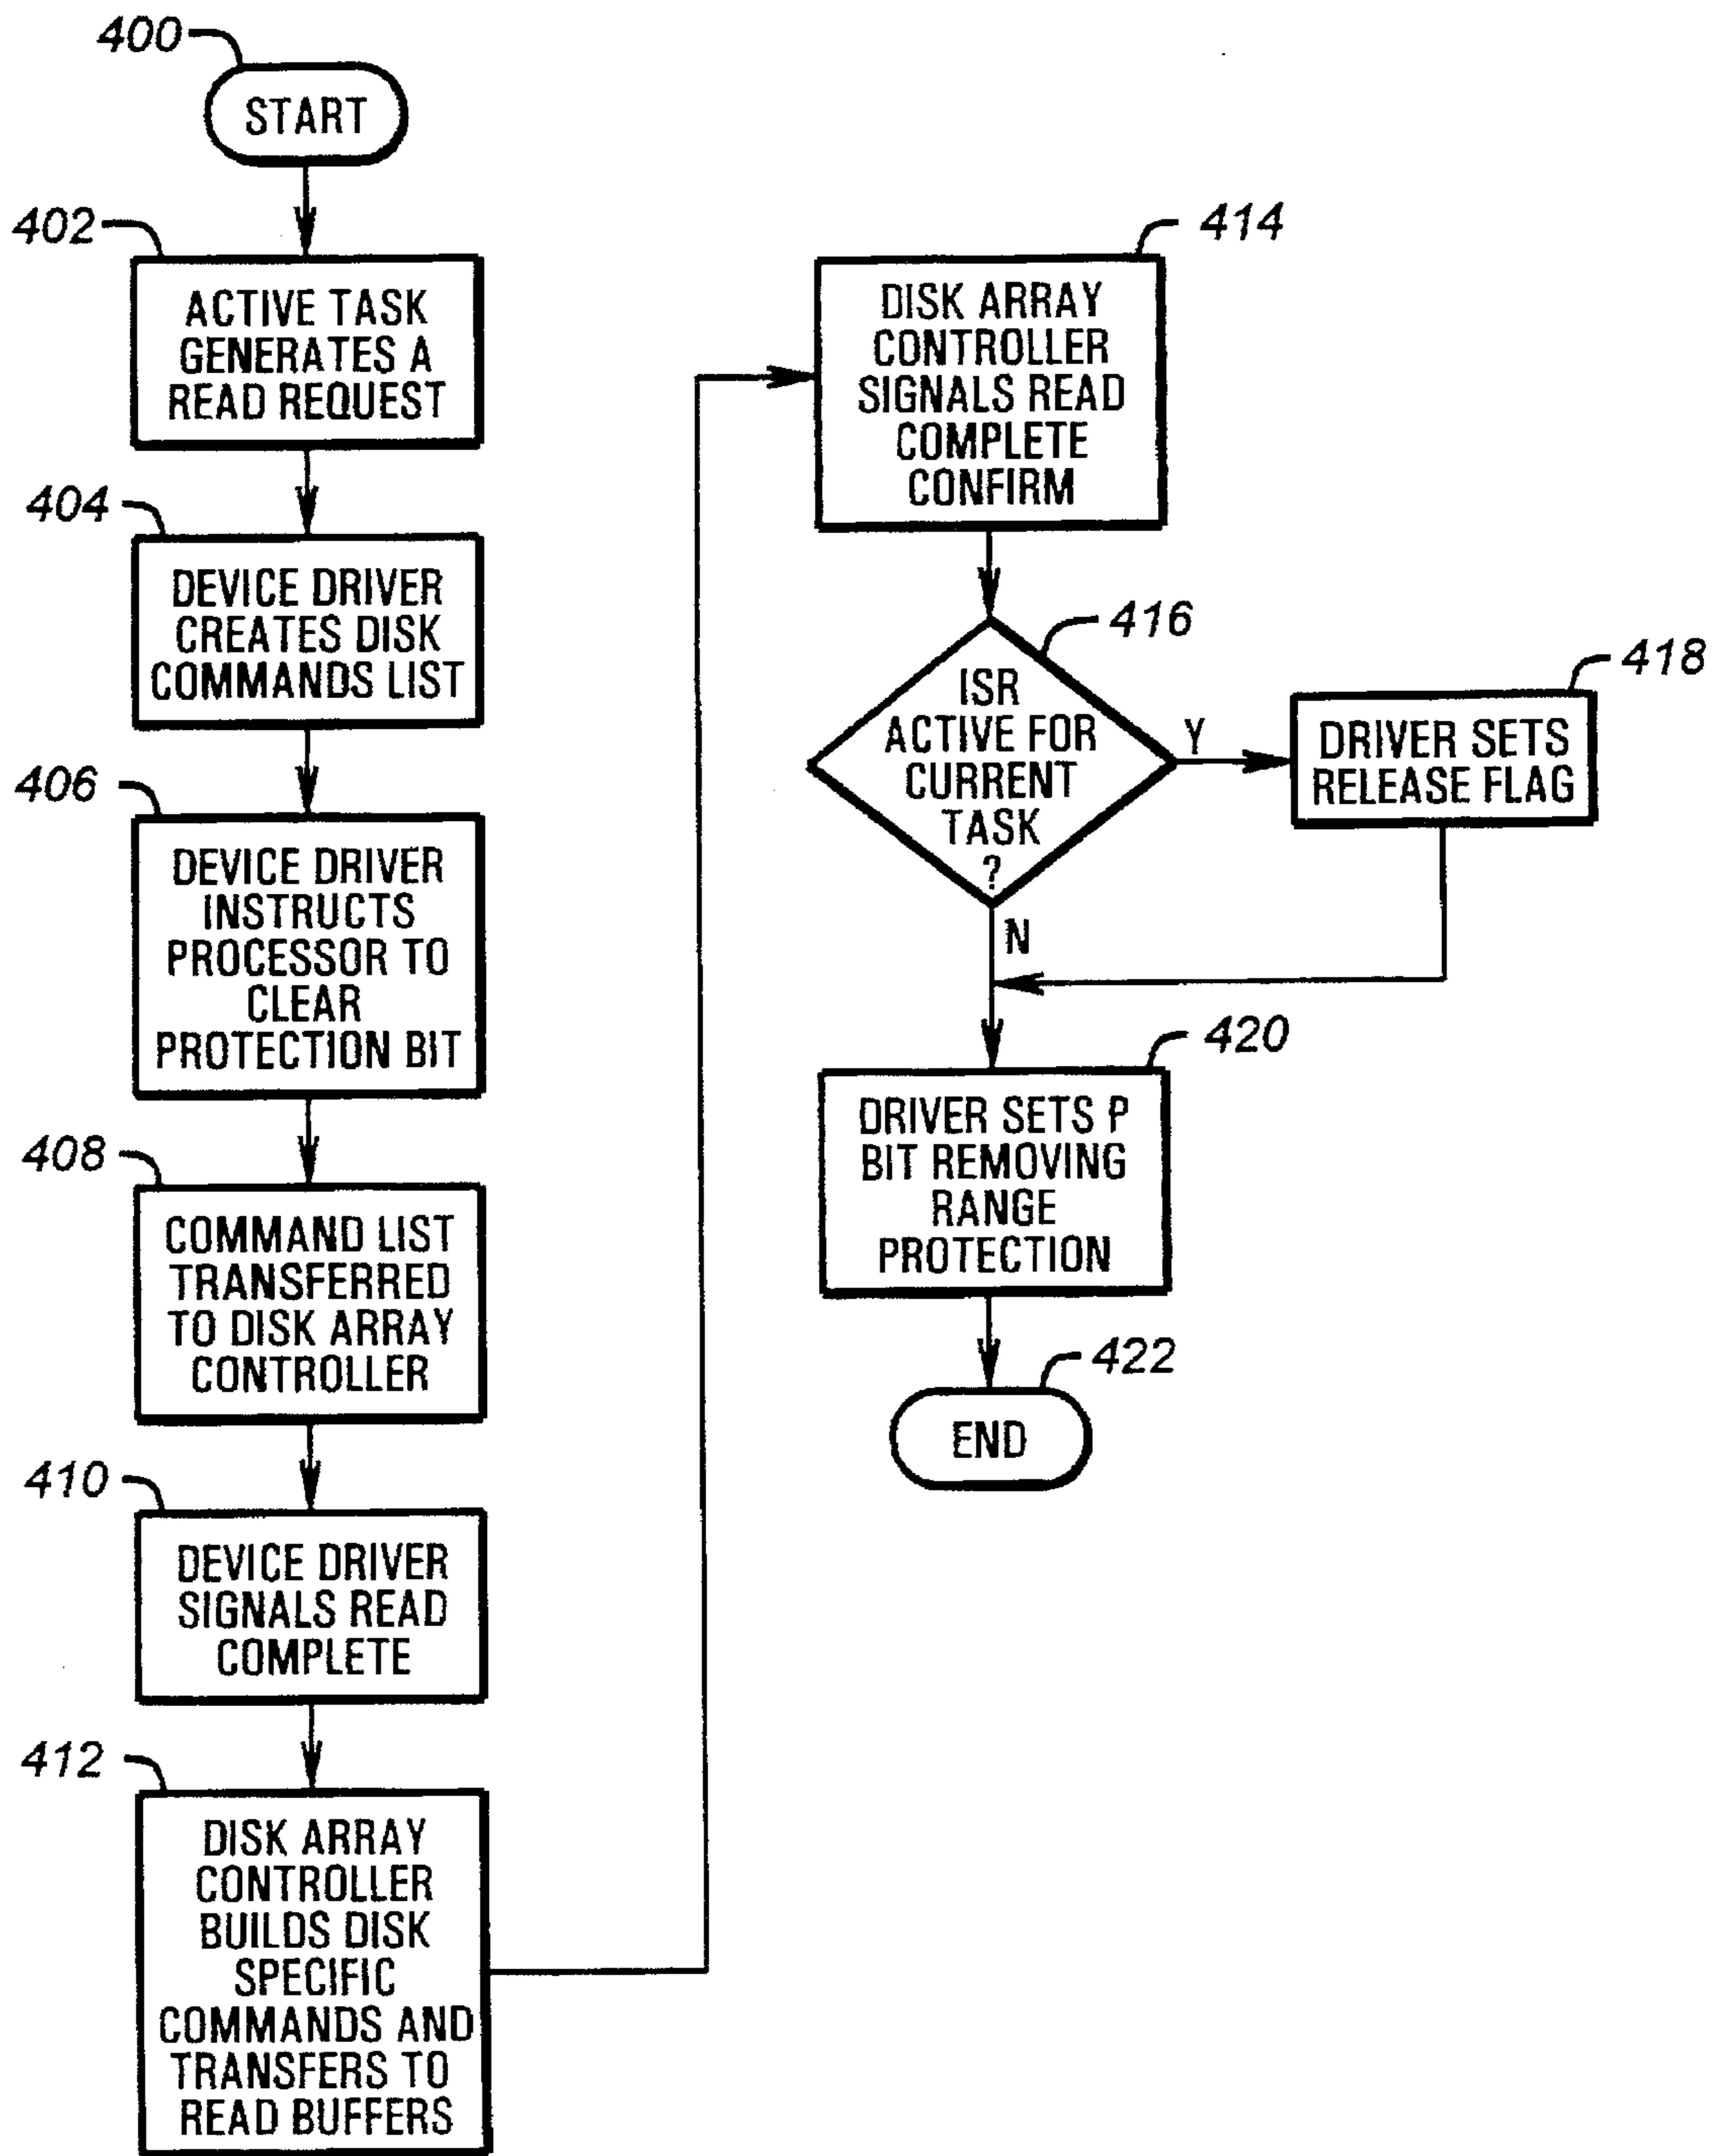 400
START
402
ACTIVE TASK
GENERATES A
READ REQUEST
404
DEVICE DRIVER
CREATES DISK
COMMANDS LIST
406
DEVICE DRIVER
INSTRUCTS
PROCESSOR TO
CLEAR
PROTECTION BIT
408
COMMAND LIST
TRANSFERRED
TO DISK ARRAY
CONTROLLER
410
DEVICE DRIVER
SIGNALS READ
COMPLETE
412
DISK ARRAY
CONTROLLER
BUILDS DISK
SPECIFIC
COMMANDS AND
TRANSFERS TO
READ BUFFERS
414
DISK ARRAY
CONTROLLER
SIGNALS READ
COMPLETE
CONFIRM
416
ISR
ACTIVE FOR
CURRENT
TASK
?
Y
418
DRIVER SETS
RELEASE FLAG
N
420
DRIVER SETS P
BIT REMOVING
RANGE
PROTECTION
422
END